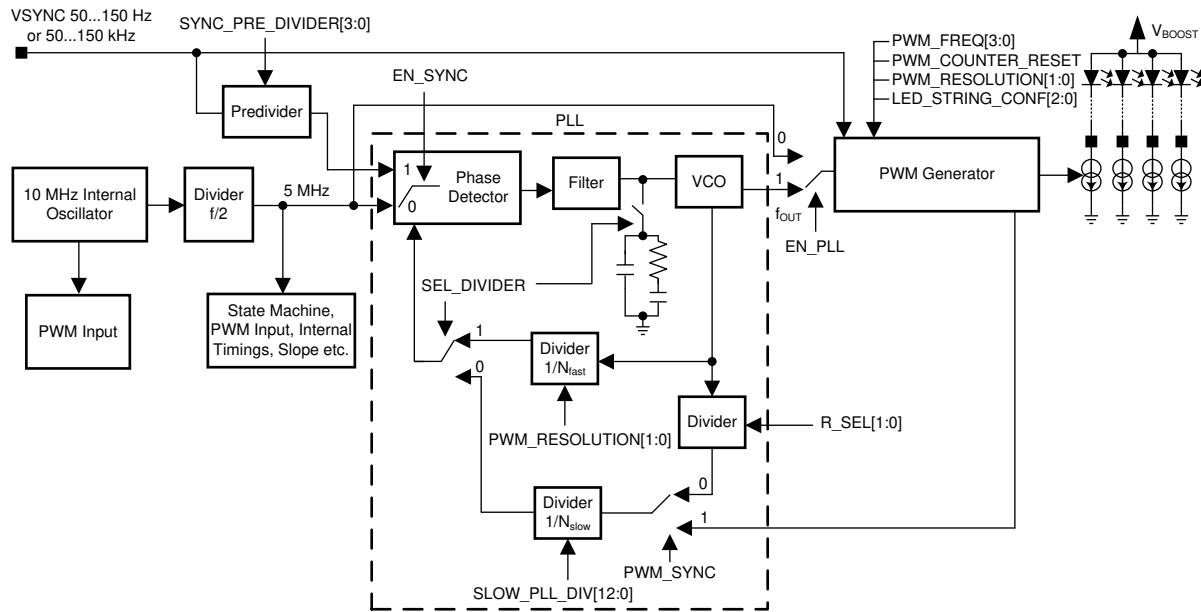 VSYNC 50...150 Hz
or 50...150 kHz
SYNC_PRE_DIVIDER[3:0]
EN_SYNC
Predivider
PLL
PWM_FREQ[3:0]
PWM_COUNTER_RESET
PWM_RESOLUTION[1:0]
LED_STRING_CONF[2:0]
VBOOST
10 MHz Internal
Oscillator
Divider
f/2
5 MHz
1
0
Phase
Detector
Filter
VCO
0
1
fOUT
EN_PLL
PWM Generator
PWM Input
State Machine,
PWM Input, Internal
Timings, Slope etc.
SEL_DIVIDER
1
0
Divider
1/Nfast
PWM_RESOLUTION[1:0]
Divider
R_SEL[1:0]
Divider
1/Nslow
0
1
PWM_SYNC
SLOW_PLL_DIV[12:0]